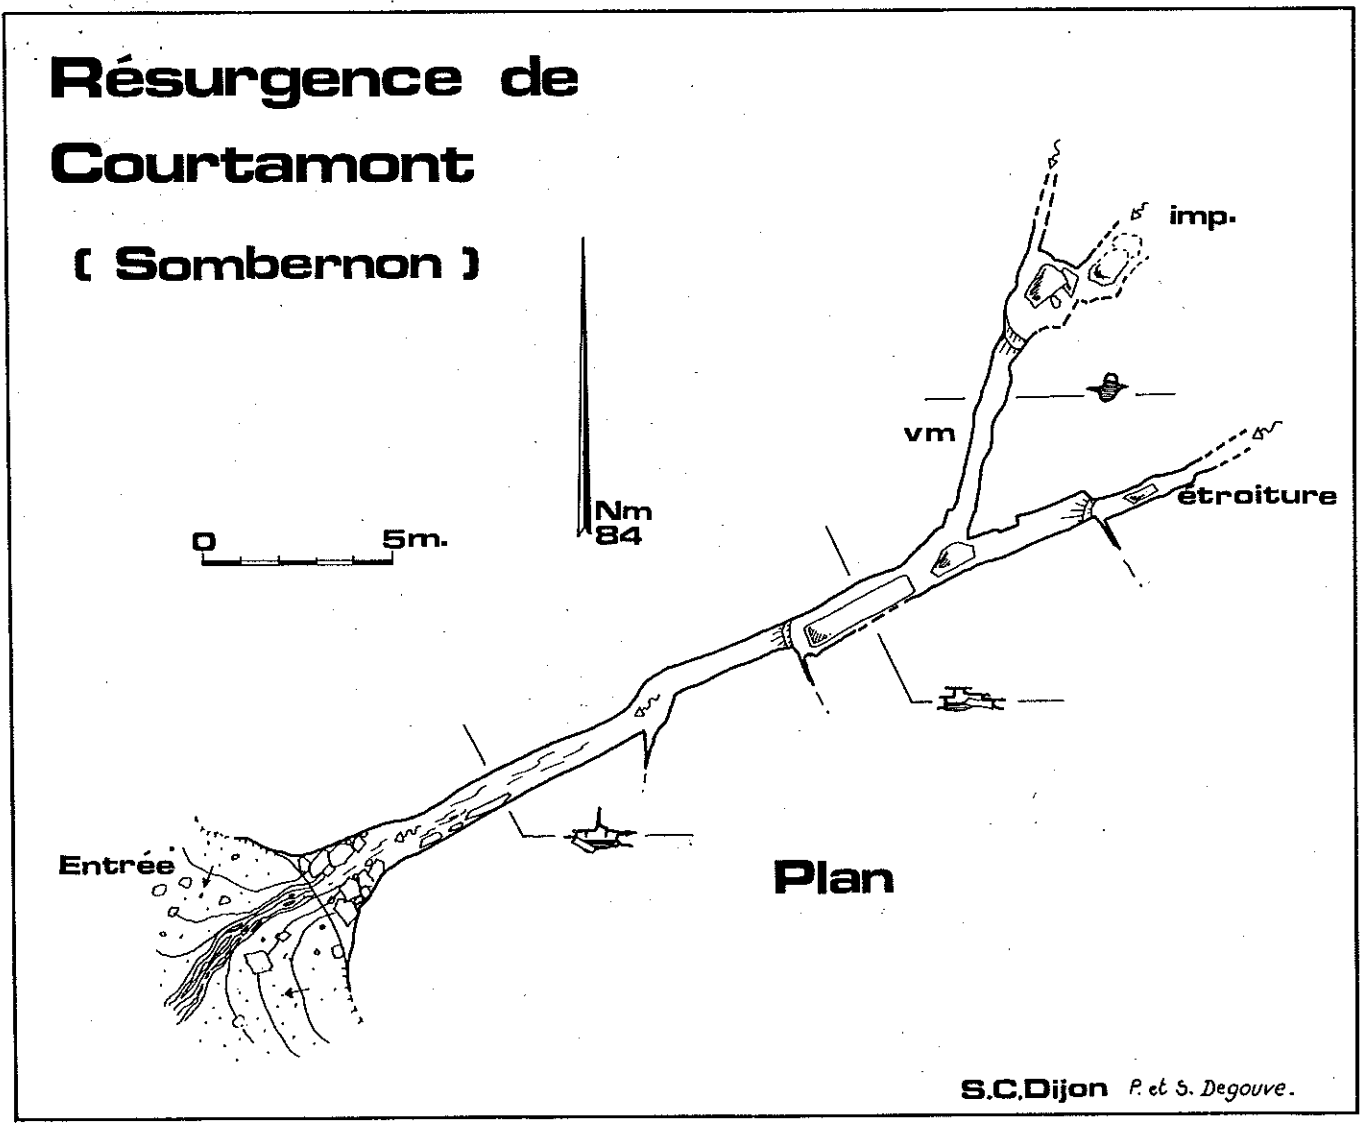 Résurgence de
Courtamont
( Sombernon )
imp.
vm
étroiture
Nm
84
0 5m.
Entrée
Plan
S.C.Dijon P. et S. Degouve.